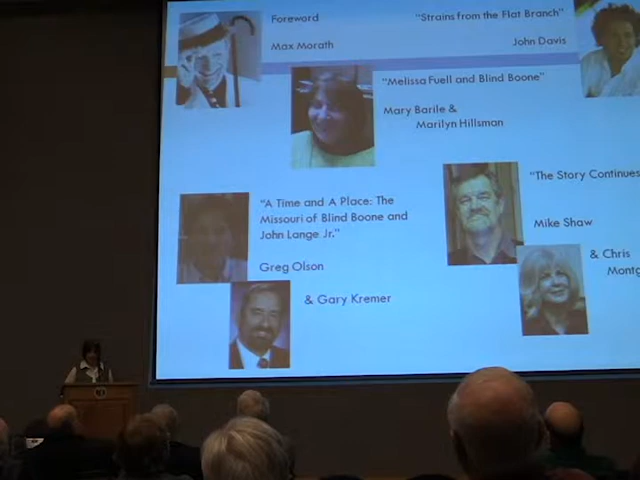 Foreword
Max Morath
"Strains from the Flat Branch"
John Davis
"Melissa Fuell and Blind Boone"
Mary Barile &
Marilyn Hillsman
"A Time and A Place: The
Missouri of Blind Boone and
John Lange Jr."
Greg Olson
& Gary Kremer
"The Story Continues
Mike Shaw
& Chris
Montg